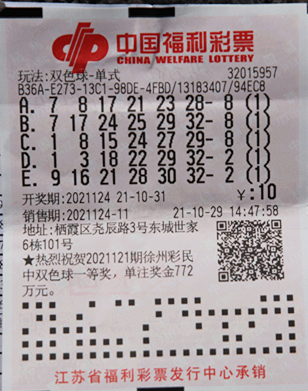 中国福利彩票
CHINA WELFARE LOTTERY
玩法:双色球-单式 32015957
B36A-E273-13C1-98DE-4FBD/13183407/94EC8
A. 7 8 17 21 23 28- 8 (1)
B. 7 17 24 25 29 32- 8 (1)
C. 1 8 15 24 27 29- 8 (1)
D. 1 3 18 22 29 32- 2 (1)
E. 9 16 21 28 30 32- 2 (1)
开奖期:2021124 21-10-31 ¥:10
销售期:2021124-11 21-10-29 14:47:58
地址:栖霞区尧辰路3号东城世家
6栋101号
★热烈祝贺2021121期徐州彩民
中双色球一等奖,单注奖金772
万元。
江苏省福利彩票发行中心承销